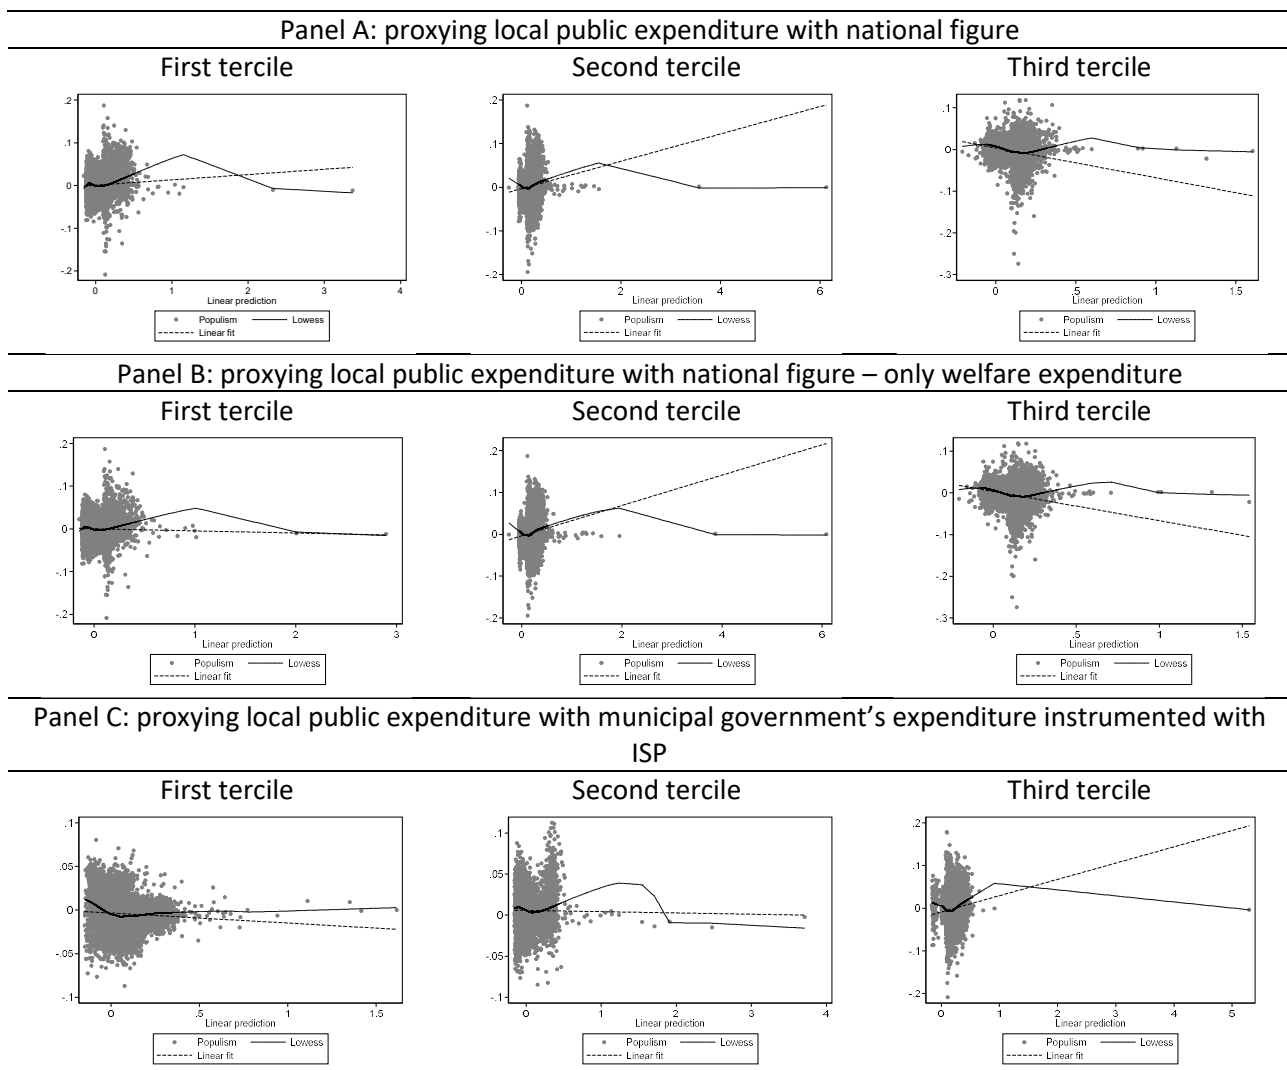 Panel A: proxying local public expenditure with national figure
First tercile
Second tercile
Third tercile
.2
.1
0
-.1
-.2
0 1 2 3 4
Linear prediction
Populism Lowess
Linear fit
.2
.1
0
-.1
-.2
0 2 4 6
Linear prediction
Populism Lowess
Linear fit
.1
0
-.1
-.2
-.3
0 .5 1 1.5
Linear prediction
Populism Lowess
Linear fit
Panel B: proxying local public expenditure with national figure – only welfare expenditure
First tercile
Second tercile
Third tercile
.2
.1
0
-.1
-.2
0 1 2 3
Linear prediction
Populism Lowess
Linear fit
.2
.1
0
-.1
-.2
0 2 4 6
Linear prediction
Populism Lowess
Linear fit
.1
0
-.1
-.2
-.3
0 .5 1 1.5
Linear prediction
Populism Lowess
Linear fit
Panel C: proxying local public expenditure with municipal government’s expenditure instrumented with
ISP
First tercile
Second tercile
Third tercile
.1
.05
0
-.05
-.1
0 .5 1 1.5
Linear prediction
Populism Lowess
Linear fit
.1
.05
0
-.05
-.1
0 1 2 3 4
Linear prediction
Populism Lowess
Linear fit
.2
.1
0
-.1
-.2
0 1 2 3 4 5
Linear prediction
Populism Lowess
Linear fit